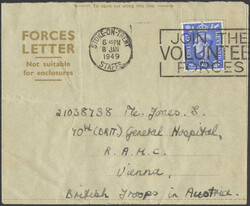 FORCES
LETTER
Not suitable
for enclosures
STOKE-ON-TRENT
6 PM
8 JAN
1949
STAFFS
JOIN THE
VOLUNTEER
FORCES
21038738 Pte. Jones L.
40th (BRIT) General Hospital,
R.A.M.C.
Vienna,
British Troops in Austria.